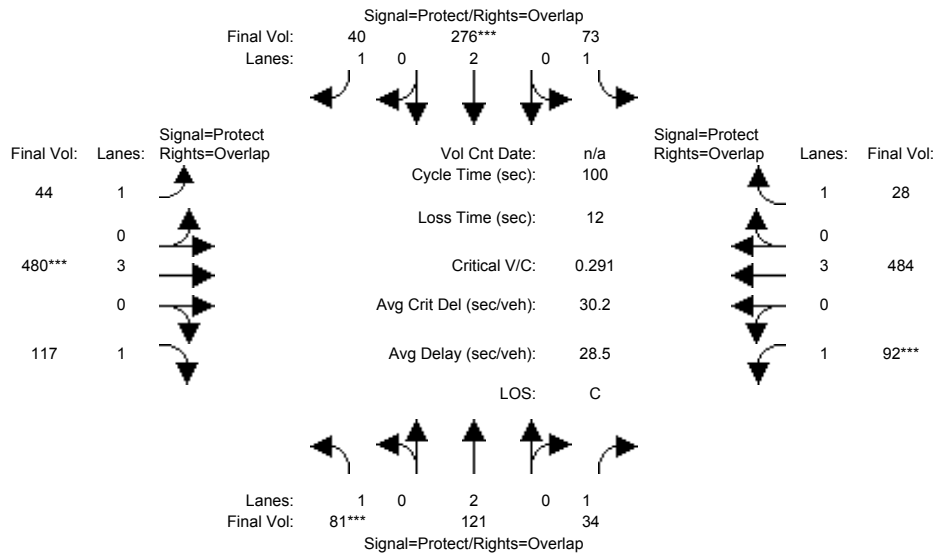 Signal=Protect/Rights=Overlap
Final Vol: 40 276*** 73
Lanes: 1 0 2 0 1
Signal=Protect Signal=Protect
Final Vol: Lanes: Rights=Overlap Vol Cnt Date: n/a Rights=Overlap Lanes: Final Vol:
Cycle Time (sec): 100
44 1 1 28
Loss Time (sec): 12
0 0
480*** 3 Critical V/C: 0.291 3 484
0 Avg Crit Del (sec/veh): 30.2 0
117 1 Avg Delay (sec/veh): 28.5 1 92***
LOS: C
Lanes: 1 0 2 0 1
Final Vol: 81*** 121 34
Signal=Protect/Rights=Overlap